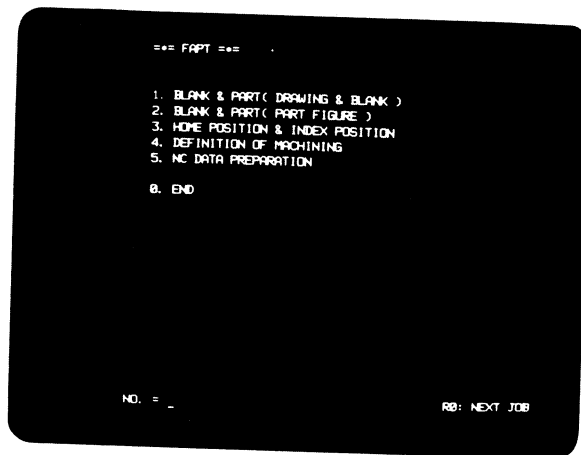 =*= FAPT =*=
1. BLANK & PART( DRAWING & BLANK )
2. BLANK & PART( PART FIGURE )
3. HOME POSITION & INDEX POSITION
4. DEFINITION OF MACHINING
5. NC DATA PREPARATION
0. END
NO. = _
R0: NEXT JOB